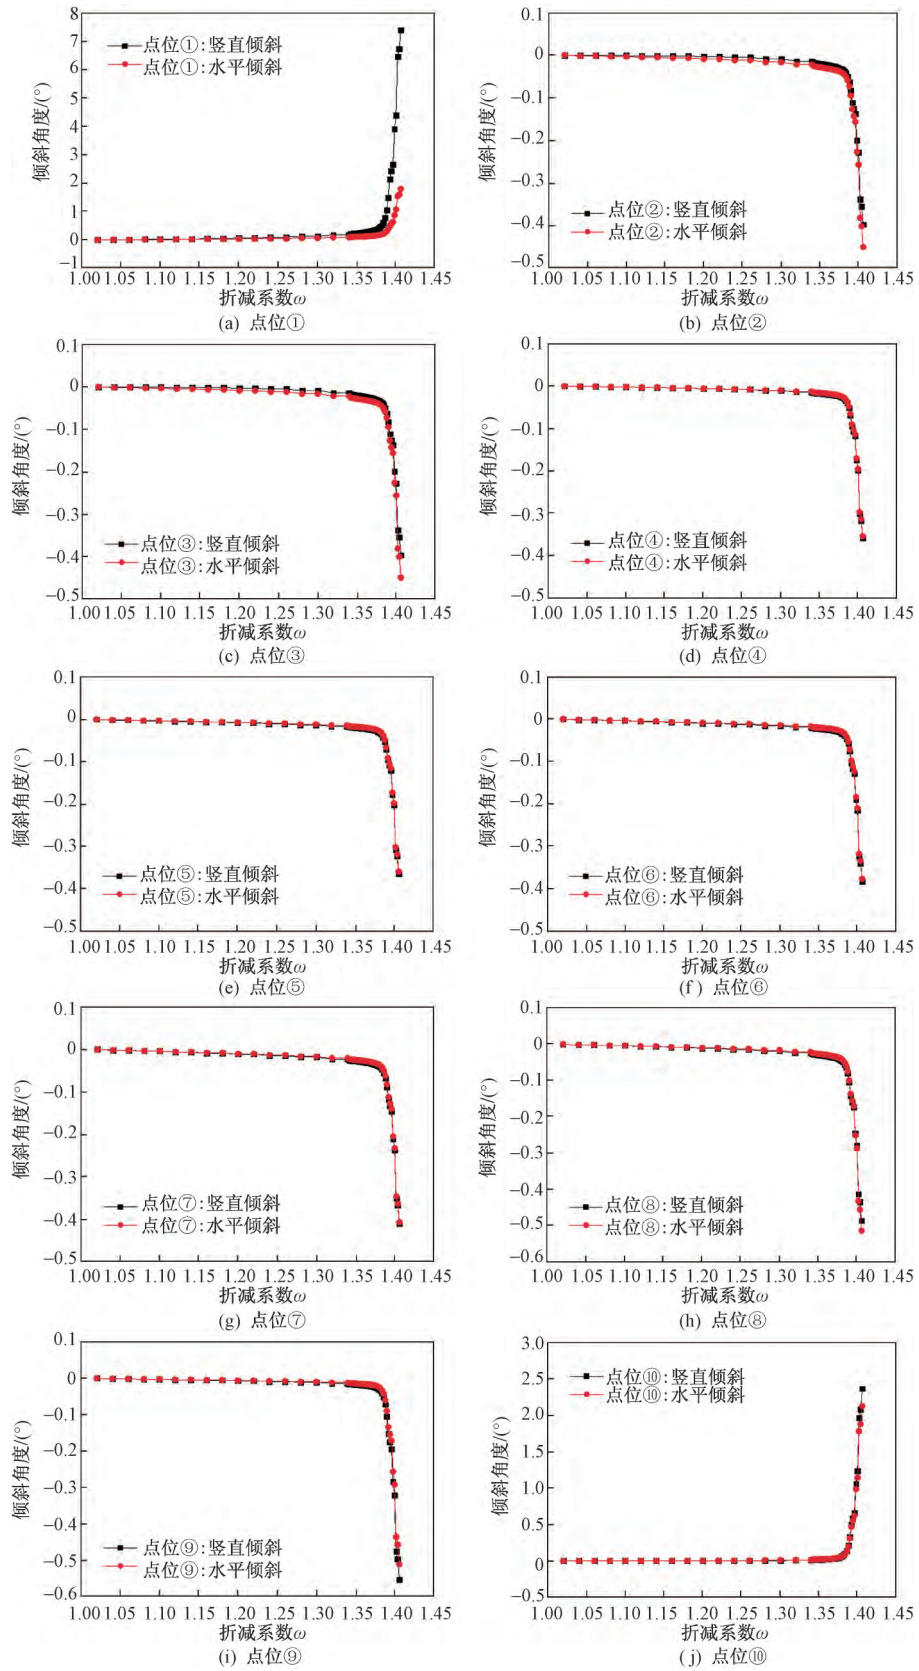 8
7
6
5
4
3
2
1
0
−1
倾斜角度/(°)
点位①:竖直倾斜
点位①:水平倾斜
1.00 1.05 1.10 1.15 1.20 1.25 1.30 1.35 1.40 1.45
折减系数ω
(a) 点位①
0.1
0
−0.1
−0.2
−0.3
−0.4
−0.5
倾斜角度/(°)
点位②:竖直倾斜
点位②:水平倾斜
1.00 1.05 1.10 1.15 1.20 1.25 1.30 1.35 1.40 1.45
折减系数ω
(b) 点位②
0.1
0
−0.1
−0.2
−0.3
−0.4
−0.5
倾斜角度/(°)
点位③:竖直倾斜
点位③:水平倾斜
1.00 1.05 1.10 1.15 1.20 1.25 1.30 1.35 1.40 1.45
折减系数ω
(c) 点位③
0.1
0
−0.1
−0.2
−0.3
−0.4
−0.5
倾斜角度/(°)
点位④:竖直倾斜
点位④:水平倾斜
1.00 1.05 1.10 1.15 1.20 1.25 1.30 1.35 1.40 1.45
折减系数ω
(d) 点位④
0.1
0
−0.1
−0.2
−0.3
−0.4
−0.5
倾斜角度/(°)
点位⑤:竖直倾斜
点位⑤:水平倾斜
1.00 1.05 1.10 1.15 1.20 1.25 1.30 1.35 1.40 1.45
折减系数ω
(e) 点位⑤
0.1
0
−0.1
−0.2
−0.3
−0.4
−0.5
倾斜角度/(°)
点位⑥:竖直倾斜
点位⑥:水平倾斜
1.00 1.05 1.10 1.15 1.20 1.25 1.30 1.35 1.40 1.45
折减系数ω
(f) 点位⑥
0.1
0
−0.1
−0.2
−0.3
−0.4
−0.5
倾斜角度/(°)
点位⑦:竖直倾斜
点位⑦:水平倾斜
1.00 1.05 1.10 1.15 1.20 1.25 1.30 1.35 1.40 1.45
折减系数ω
(g) 点位⑦
0.1
0
−0.1
−0.2
−0.3
−0.4
−0.5
−0.6
倾斜角度/(°)
点位⑧:竖直倾斜
点位⑧:水平倾斜
1.00 1.05 1.10 1.15 1.20 1.25 1.30 1.35 1.40 1.45
折减系数ω
(h) 点位⑧
0.1
0
−0.1
−0.2
−0.3
−0.4
−0.5
−0.6
倾斜角度/(°)
点位⑨:竖直倾斜
点位⑨:水平倾斜
1.00 1.05 1.10 1.15 1.20 1.25 1.30 1.35 1.40 1.45
折减系数ω
(i) 点位⑨
3.0
2.5
2.0
1.5
1.0
0.5
0
−0.5
倾斜角度/(°)
点位⑩:竖直倾斜
点位⑩:水平倾斜
1.00 1.05 1.10 1.15 1.20 1.25 1.30 1.35 1.40 1.45
折减系数ω
(j) 点位⑩